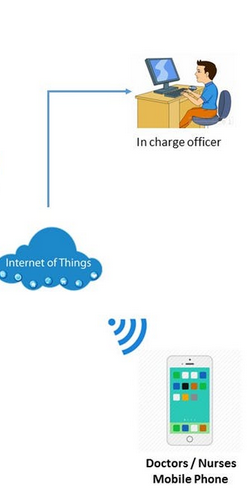 In charge officer
Internet of Things
Doctors / Nurses
Mobile Phone